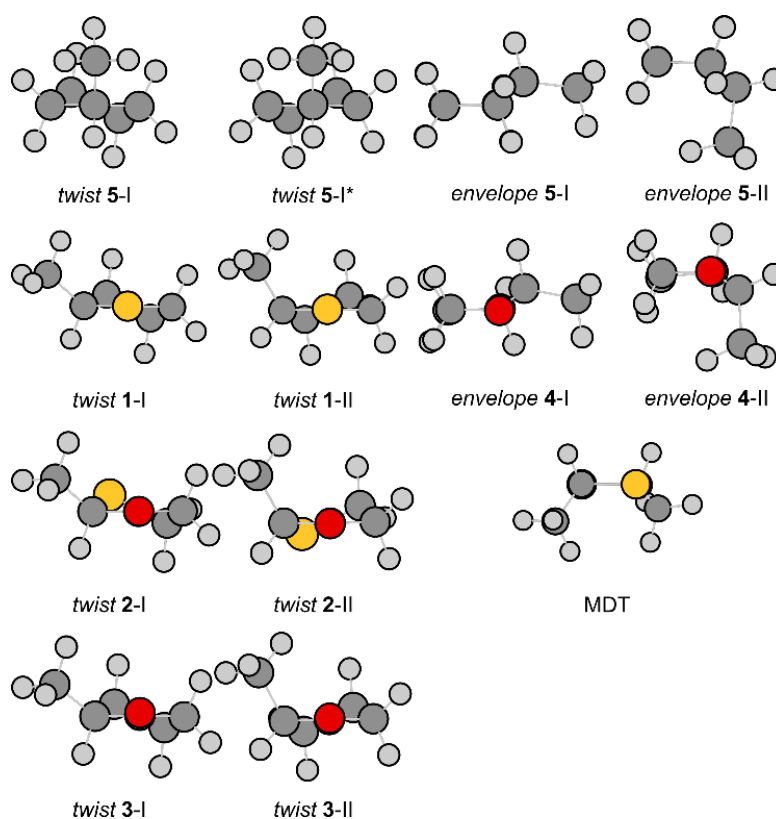 twist 5-I
twist 5-I*
envelope 5-I
envelope 5-II
twist 1-I
twist 1-II
envelope 4-I
envelope 4-II
twist 2-I
twist 2-II
MDT
twist 3-I
twist 3-II